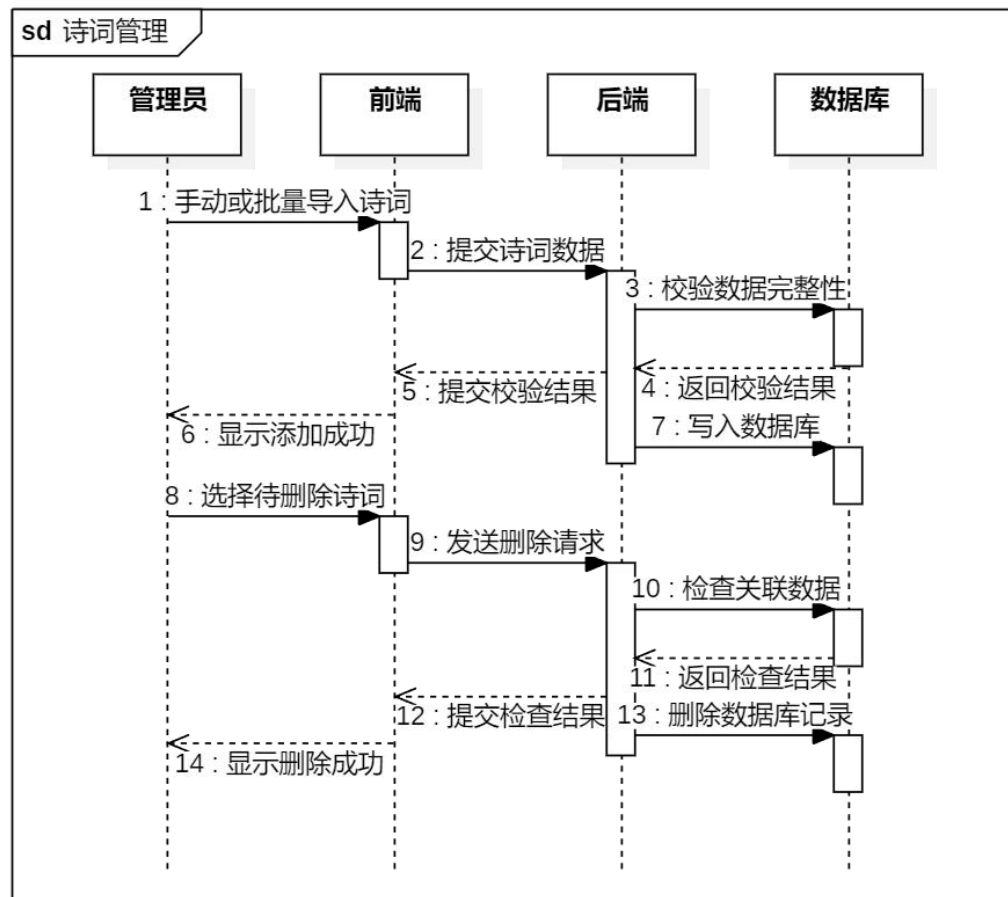 sd 诗词管理
管理员
前端
后端
数据库
1 : 手动或批量导入诗词
2 : 提交诗词数据
3 : 校验数据完整性
4 : 返回校验结果
5 : 提交校验结果
6 : 显示添加成功
7 : 写入数据库
8 : 选择待删除诗词
9 : 发送删除请求
10 : 检查关联数据
11 : 返回检查结果
12 : 提交检查结果
13 : 删除数据库记录
14 : 显示删除成功